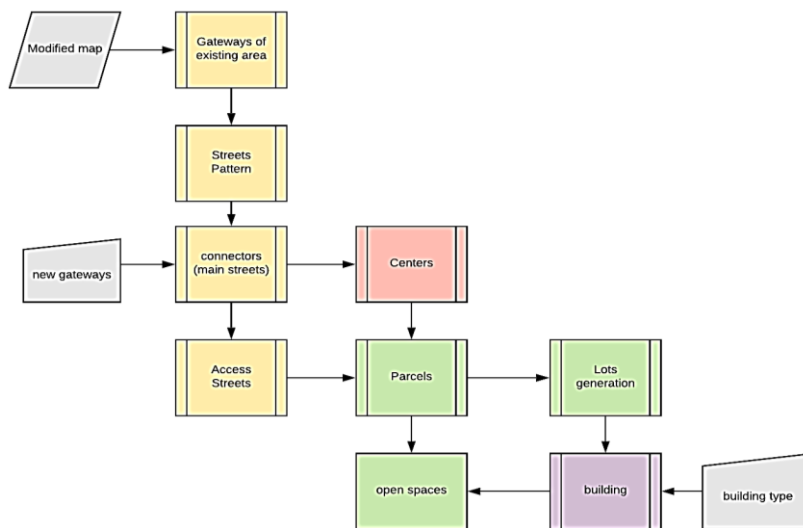 Modified map
Gateways of
existing area
Streets
Pattern
new gateways
connectors
(main streets)
Centers
Access
Streets
Parcels
Lots
generation
open spaces
building
building type